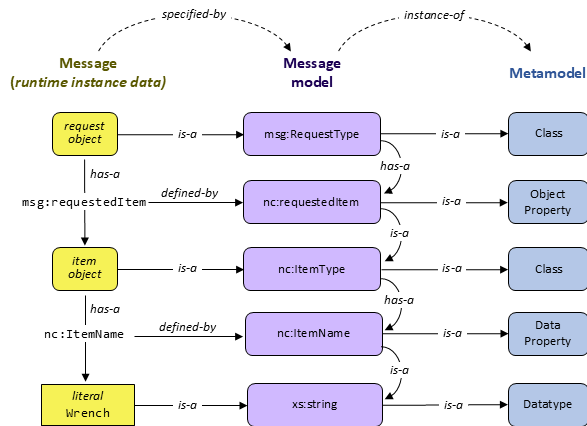 specified-by
instance-of
Message
(runtime instance data)
Message
model
Metamodel
request
object
is-a
msg:RequestType
is-a
Class
has-a
has-a
msg:requestedItem
defined-by
nc:requestedItem
is-a
Object
Property
is-a
item
object
is-a
nc:ItemType
is-a
Class
has-a
has-a
nc:ItemName
defined-by
nc:ItemName
is-a
Data
Property
is-a
literal
Wrench
is-a
xs:string
is-a
Datatype